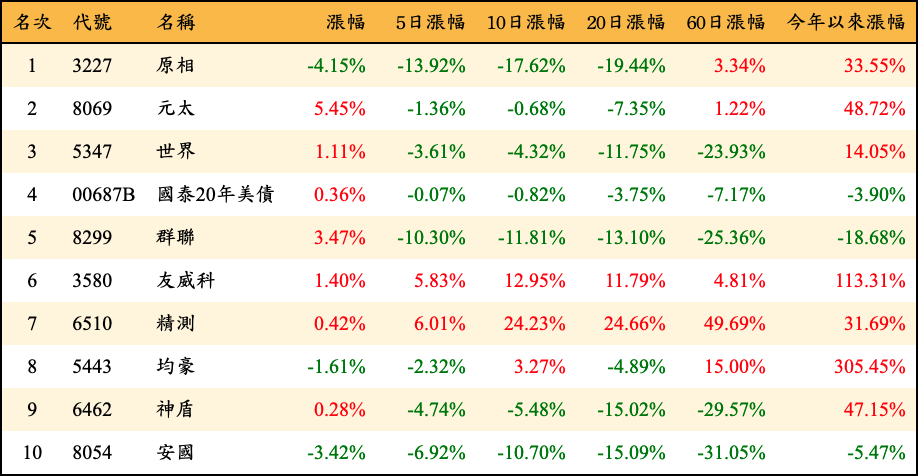 名次 代號 名稱 漲幅 5日漲幅 10日漲幅 20日漲幅 60日漲幅 今年以來漲幅
1 3227 原相 -4.15% -13.92% -17.62% -19.44% 3.34% 33.55%
2 8069 元太 5.45% -1.36% -0.68% -7.35% 1.22% 48.72%
3 5347 世界 1.11% -3.61% -4.32% -11.75% -23.93% 14.05%
4 00687B 國泰20年美債 0.36% -0.07% -0.82% -3.75% -7.17% -3.90%
5 8299 群聯 3.47% -10.30% -11.81% -13.10% -25.36% -18.68%
6 3580 友威科 1.40% 5.83% 12.95% 11.79% 4.81% 113.31%
7 6510 精測 0.42% 6.01% 24.23% 24.66% 49.69% 31.69%
8 5443 均豪 -1.61% -2.32% 3.27% -4.89% 15.00% 305.45%
9 6462 神盾 0.28% -4.74% -5.48% -15.02% -29.57% 47.15%
10 8054 安國 -3.42% -6.92% -10.70% -15.09% -31.05% -5.47%